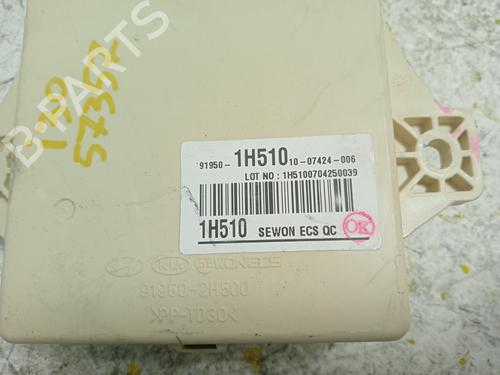 B-PARTS
91950- 1H510 10-07424-006
LOT NO : 1H5100704250039
1H510 SEWON ECS QC OK
KIA SEWONECS
91950-2H500
>PP-TD30<